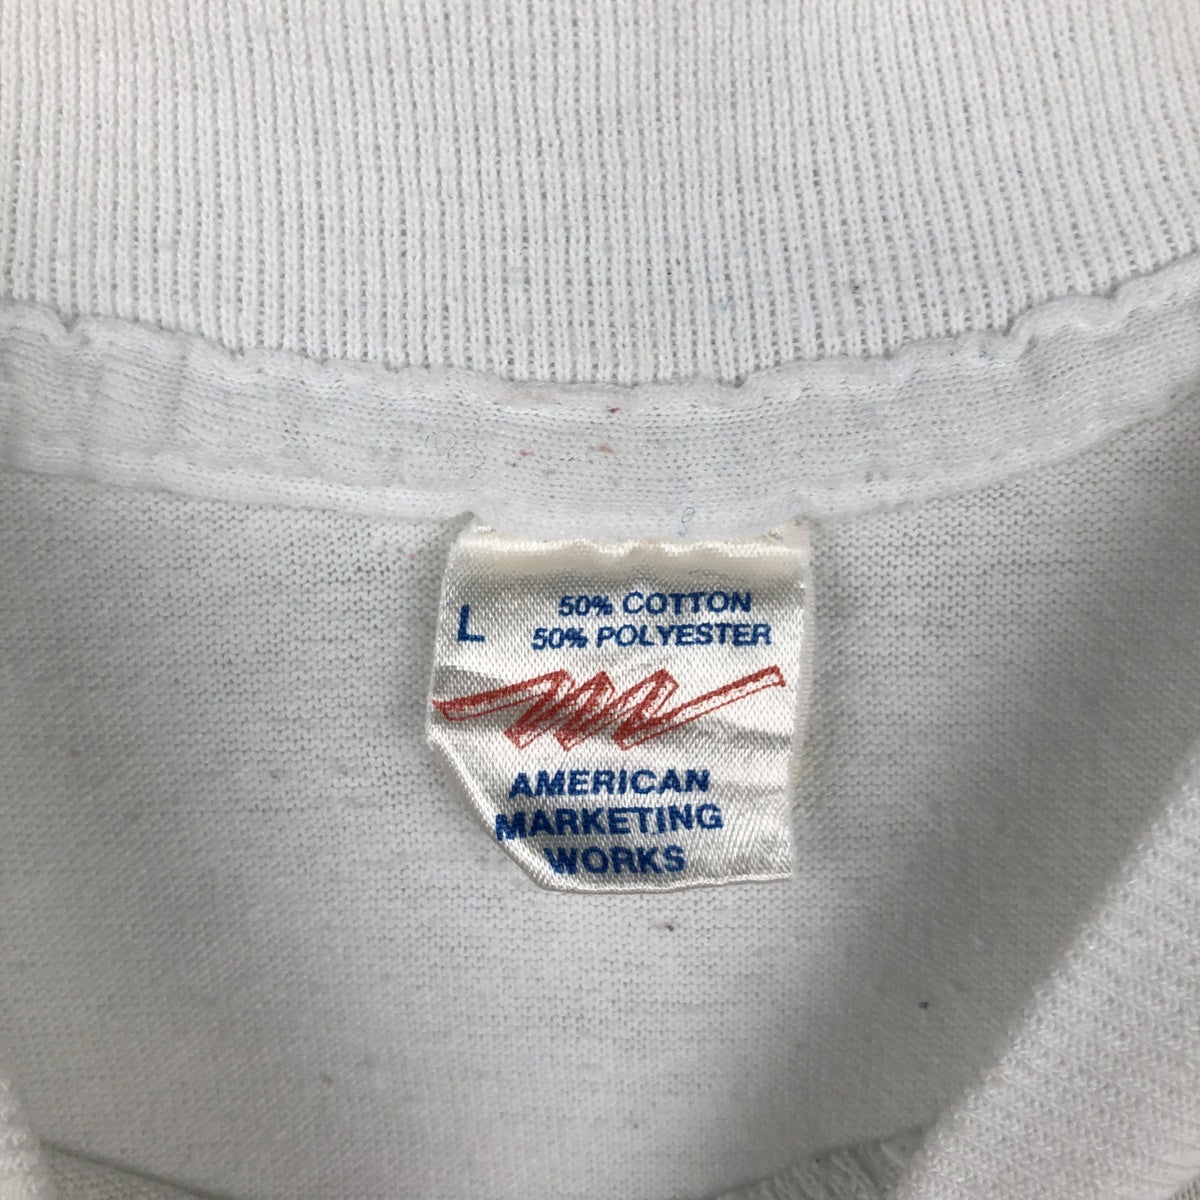 L
50% COTTON
50% POLYESTER
AMERICAN
MARKETING
WORKS